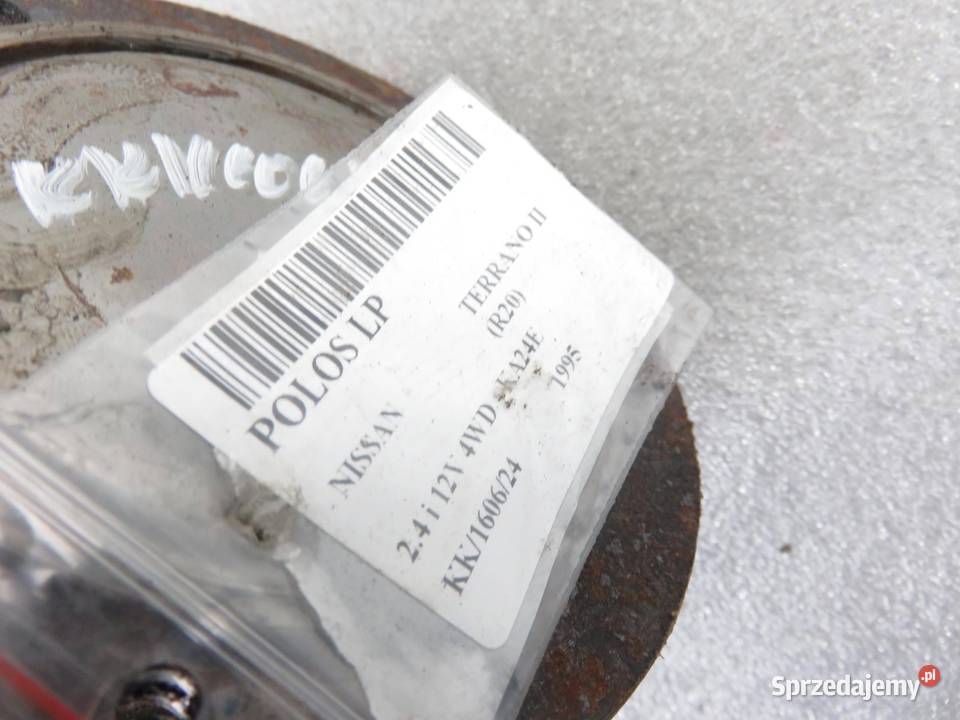 POLOS LP
NISSAN
TERRANO II
(R20)
2.4 i 12V 4WD - KA24E
1995
KK/1606/24
Sprzedajemy.pl